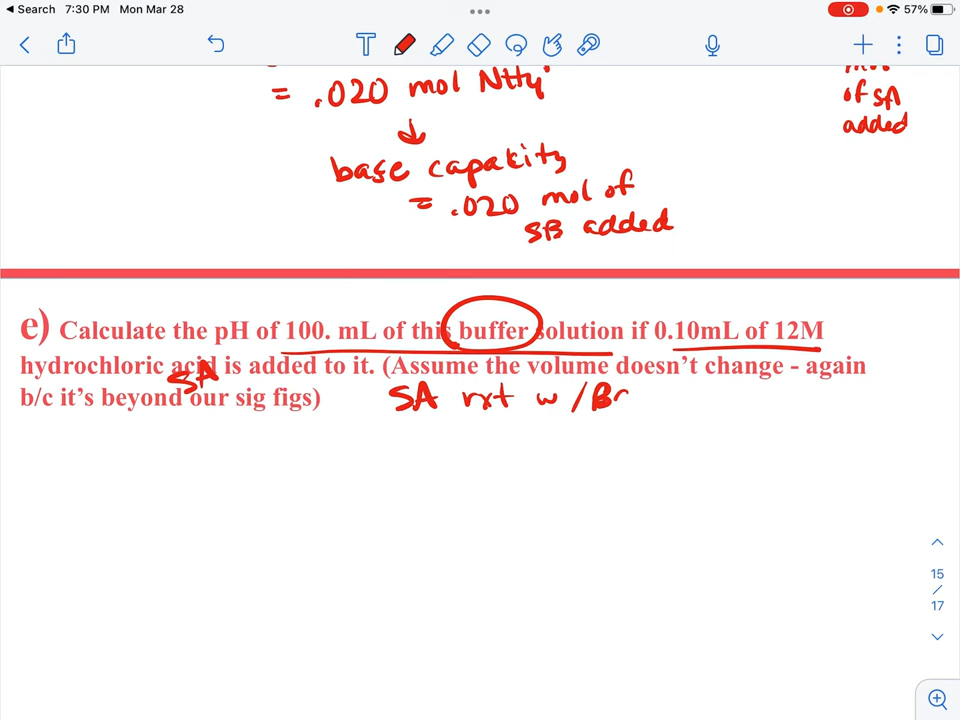 Search 7:30 PM Mon Mar 28 57%
T
= .020 mol NH4+
of SA
added
base capakity
= .020 mol of
SB added
e) Calculate the pH of 100. mL of this buffer solution if 0.10mL of 12M
hydrochloric acid is added to it. (Assume the volume doesn't change - again
SA
b/c it's beyond our sig figs)
SA rxt w/
15
/
17